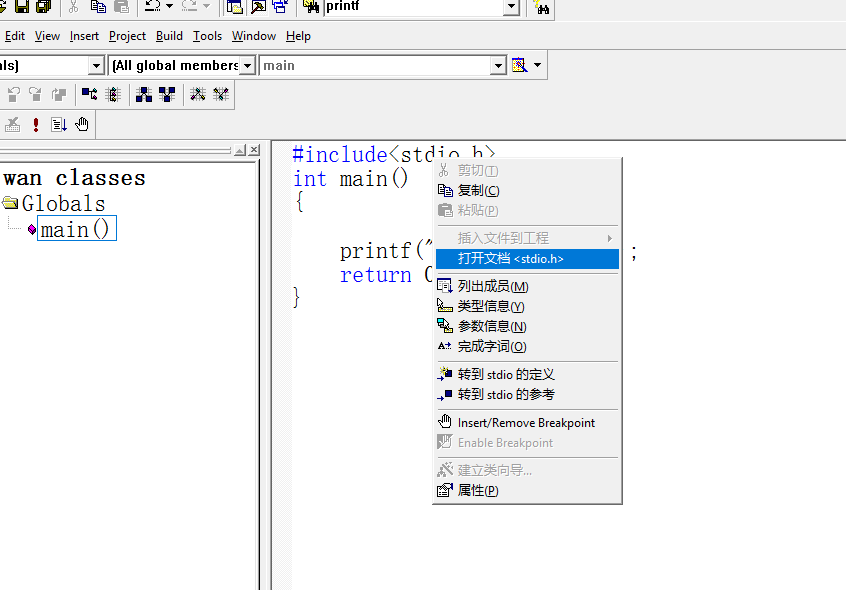 printf
Edit View Insert Project Build Tools Window Help
(All global members
main
wan classes
Globals
main()
#include<stdio.h>
int main()
{
printf("
;
return
}
剪切(T)
复制(C)
粘贴(P)
插入文件到工程
打开文档 <stdio.h>
列出成员(M)
类型信息(Y)
参数信息(N)
完成字词(O)
转到 stdio 的定义
转到 stdio 的参考
Insert/Remove Breakpoint
Enable Breakpoint
建立类向导...
属性(P)